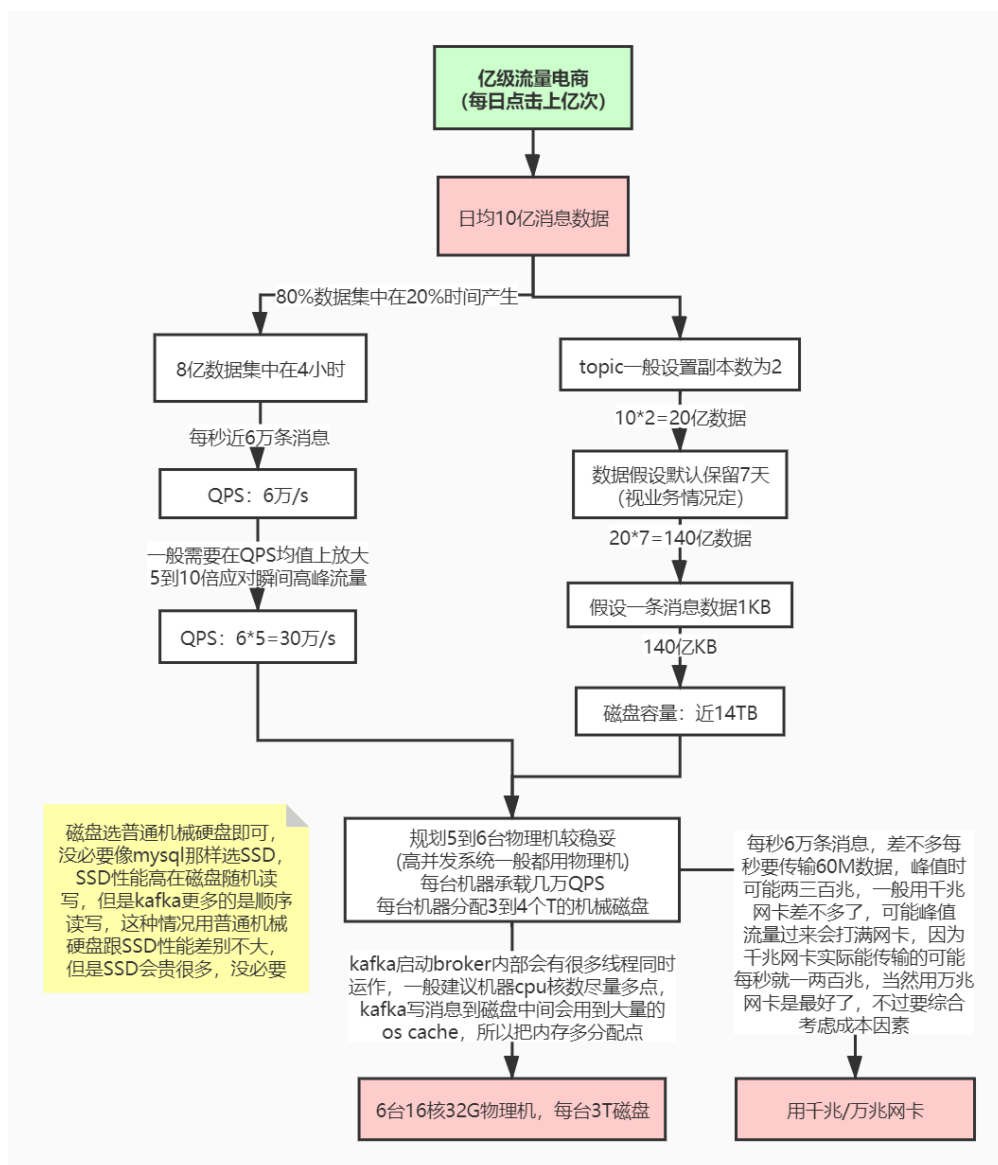 亿级流量电商
（每日点击上亿次）
日均10亿消息数据
80%数据集中在20%时间产生
8亿数据集中在4小时
每秒近6万条消息
QPS：6万/s
一般需要在QPS均值上放大
5到10倍应对瞬间高峰流量
QPS：6*5=30万/s
topic一般设置副本数为2
10*2=20亿数据
数据假设默认保留7天
（视业务情况定）
20*7=140亿数据
假设一条消息数据1KB
140亿KB
磁盘容量：近14TB
磁盘选普通机械硬盘即可，
没必要像mysql那样选SSD，
SSD性能高在磁盘随机读
写，但是kafka更多的是顺序
读写，这种情况用普通机械
硬盘跟SSD性能差别不大，
但是SSD会贵很多，没必要
规划5到6台物理机较稳妥
(高并发系统一般都用物理机)
每台机器承载几万QPS
每台机器分配3到4个T的机械磁盘
每秒6万条消息，差不多每
秒要传输60M数据，峰值时
可能两三百兆，一般用千兆
网卡差不多了，可能峰值
流量过来会打满网卡，因为
千兆网卡实际能传输的可能
每秒就一两百兆，当然用万兆
网卡是最好了，不过要综合
考虑成本因素
kafka启动broker内部会有很多线程同时
运作，一般建议机器cpu核数尽量多点，
kafka写消息到磁盘中间会用到大量的
os cache，所以把内存多分配点
6台16核32G物理机，每台3T磁盘
用千兆/万兆网卡